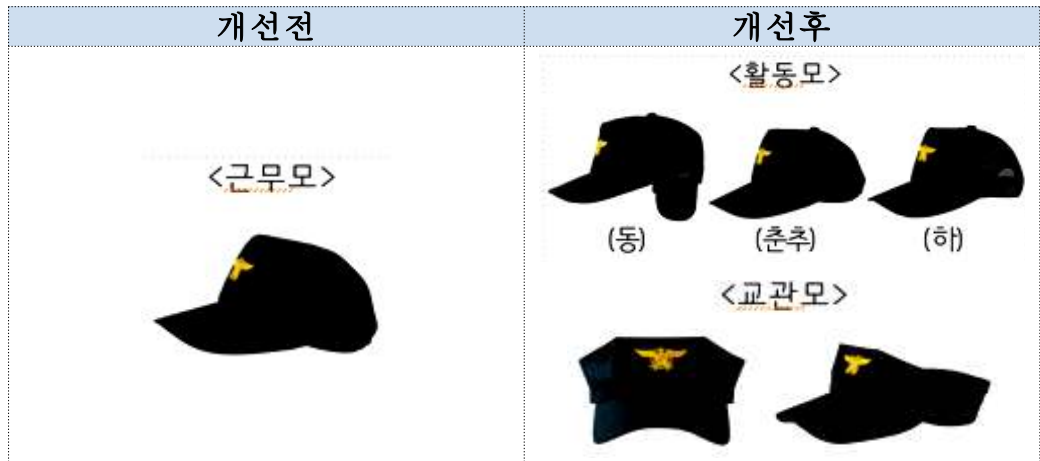 개선전
개선후
<근무모>
<활동모>
(동)
(춘추)
(하)
<교관모>